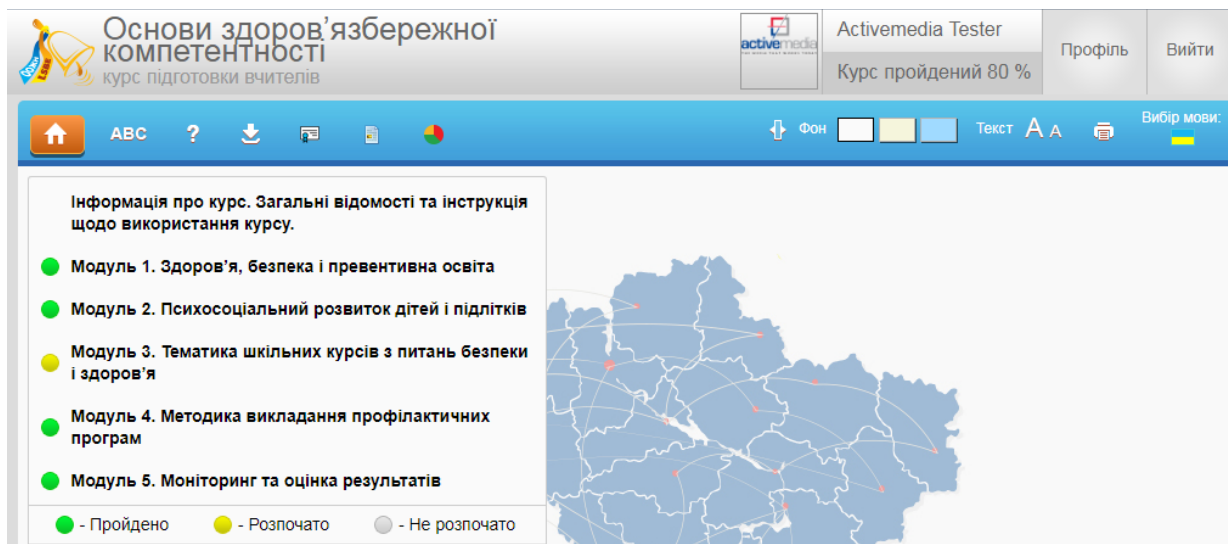 Основи здоров’язбережної
компетентності
курс підготовки вчителів
LSBE
activemedia
Activemedia Tester
Курс пройдений 80 %
Профіль
Вийти
ABC
?
Фон
Текст A A
Вибір мови:
Інформація про курс. Загальні відомості та інструкція
щодо використання курсу.
Модуль 1. Здоров’я, безпека і превентивна освіта
Модуль 2. Психосоціальний розвиток дітей і підлітків
Модуль 3. Тематика шкільних курсів з питань безпеки
і здоров’я
Модуль 4. Методика викладання профілактичних
програм
Модуль 5. Моніторинг та оцінка результатів
- Пройдено
- Розпочато
- Не розпочато